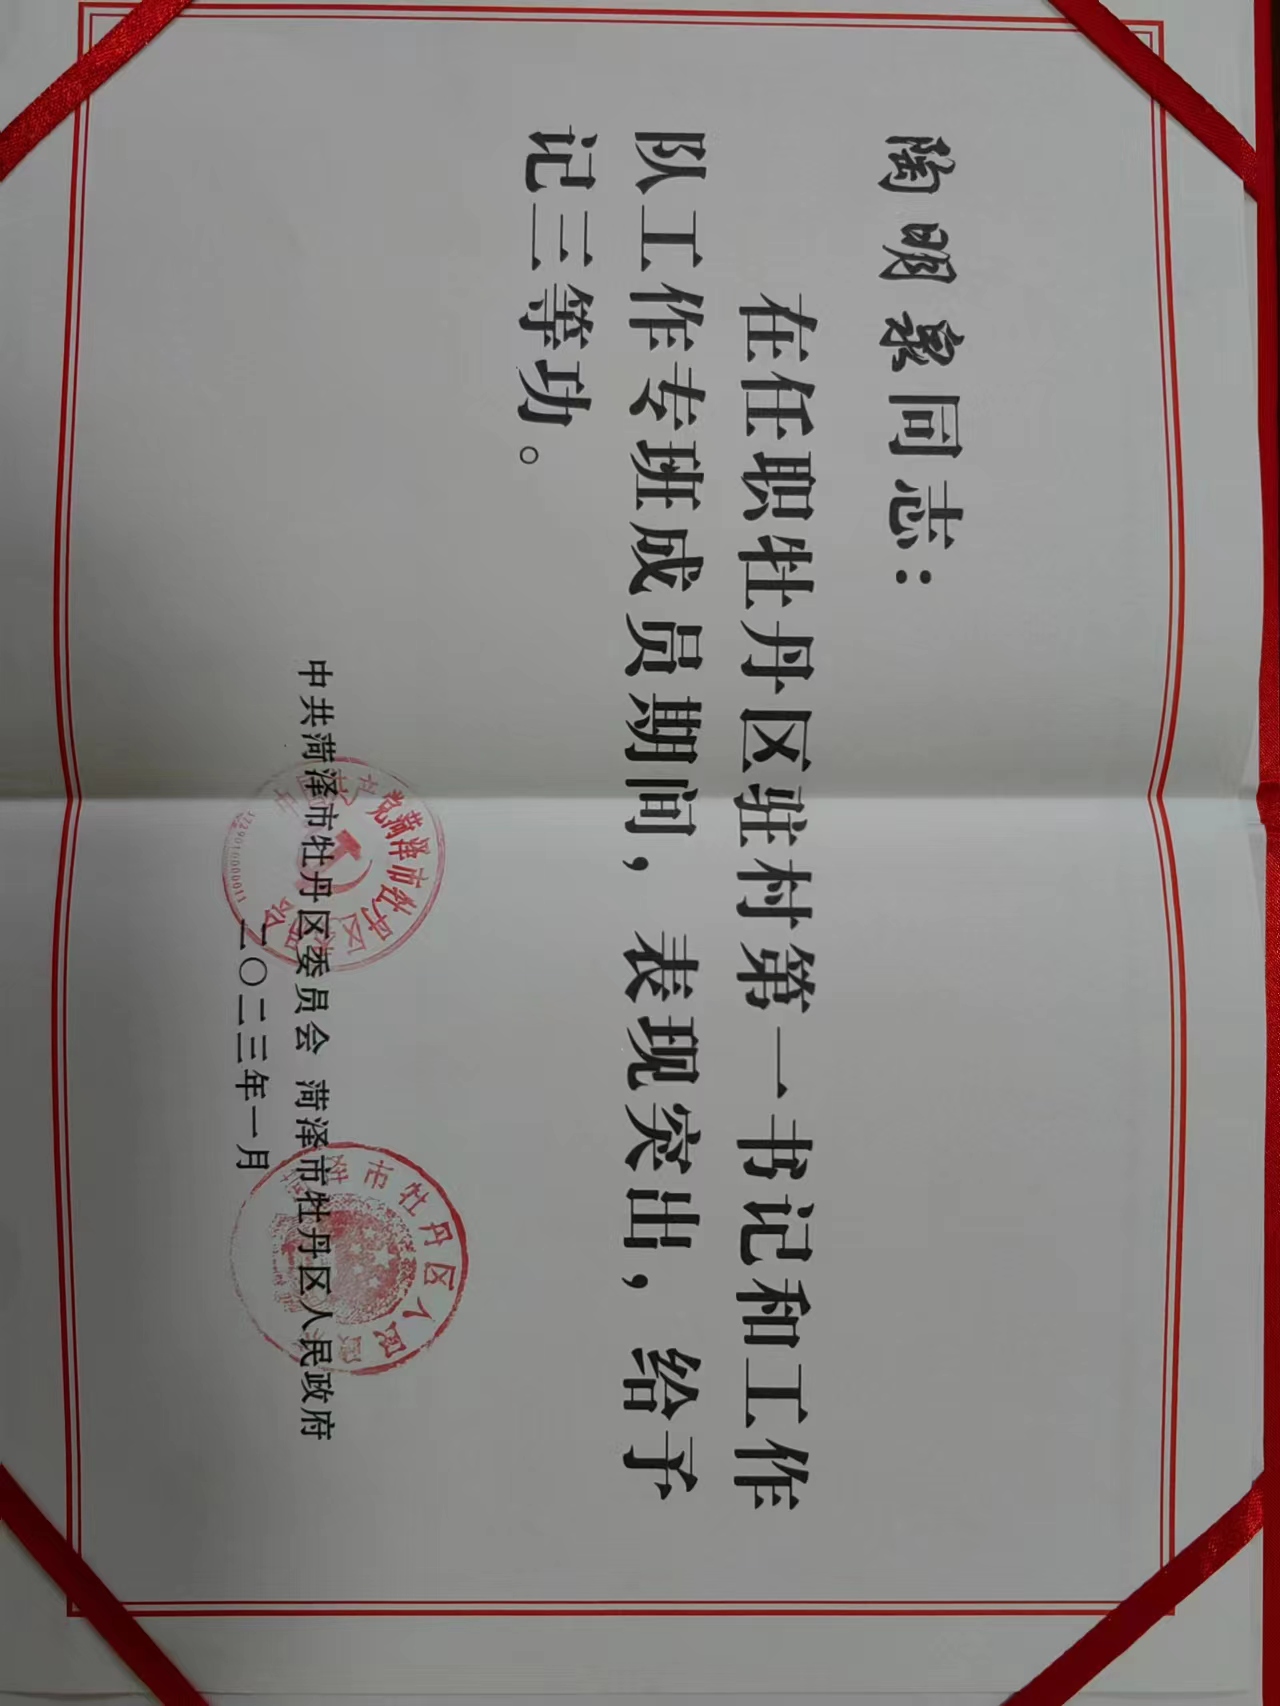 陶明泉同志：
在任职牡丹区驻村第一书记和工作
队工作专班成员期间，表现突出，给予
记三等功。
中共菏泽市牡丹区委员会 菏泽市牡丹区人民政府
二〇二三年一月